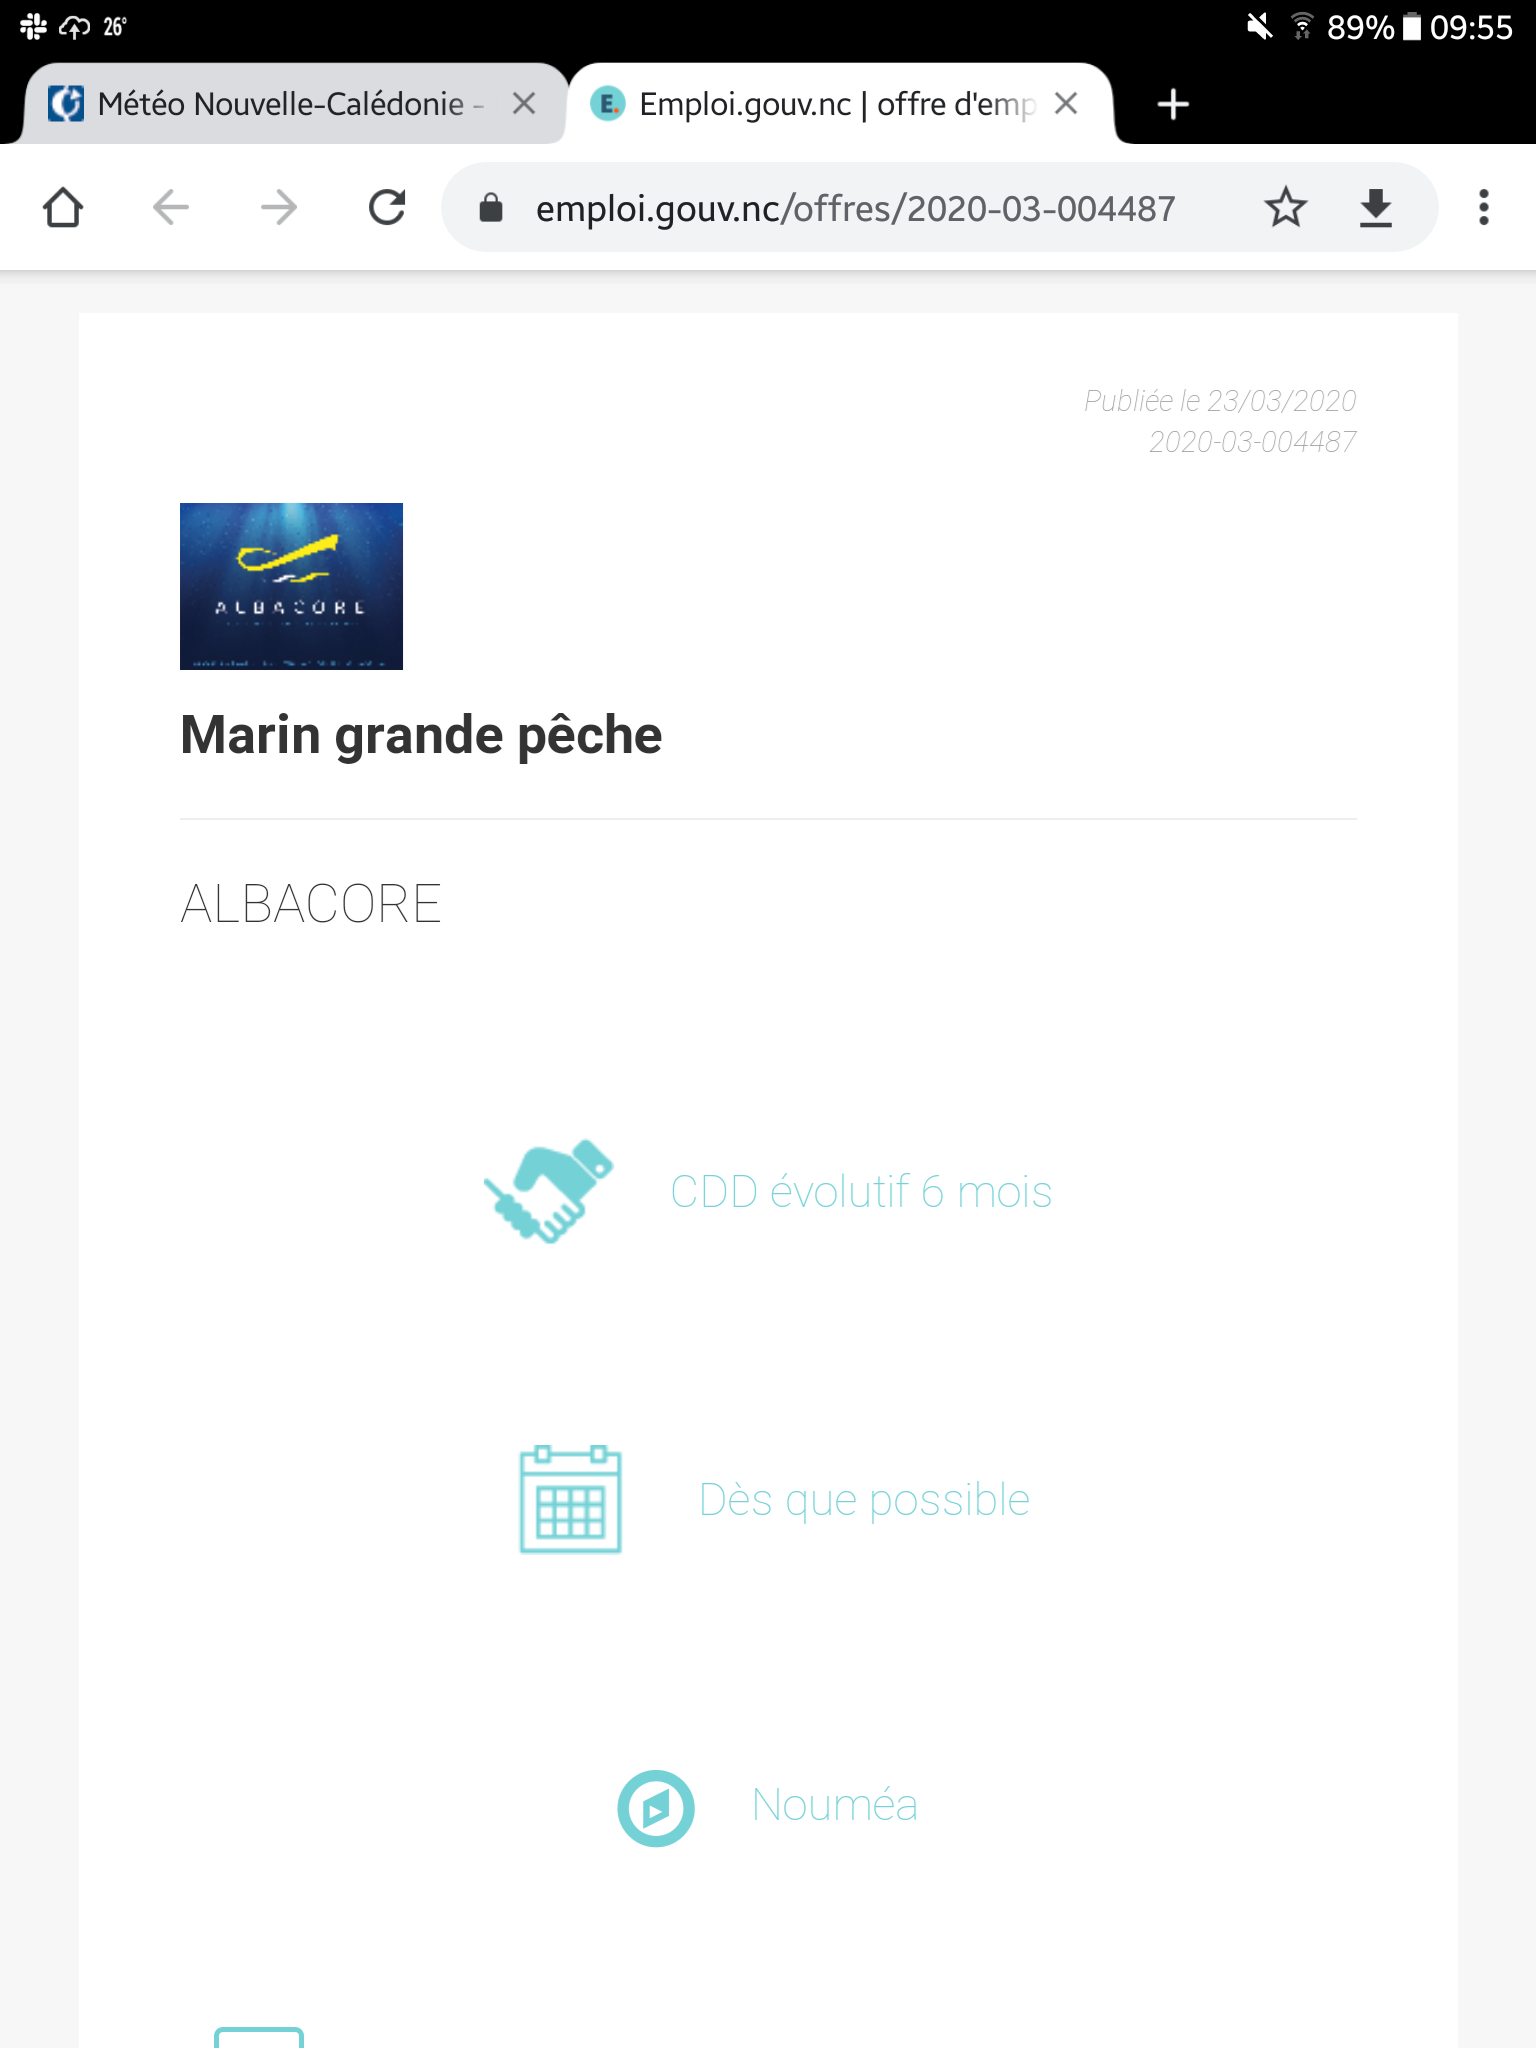 26°
89% 09:55
Météo Nouvelle-Calédonie -
Emploi.gouv.nc | offre d'emp
emploi.gouv.nc/offres/2020-03-004487
Publiée le 23/03/2020
2020-03-004487
ALBACORE
Marin grande pêche
ALBACORE
CDD évolutif 6 mois
Dès que possible
Nouméa